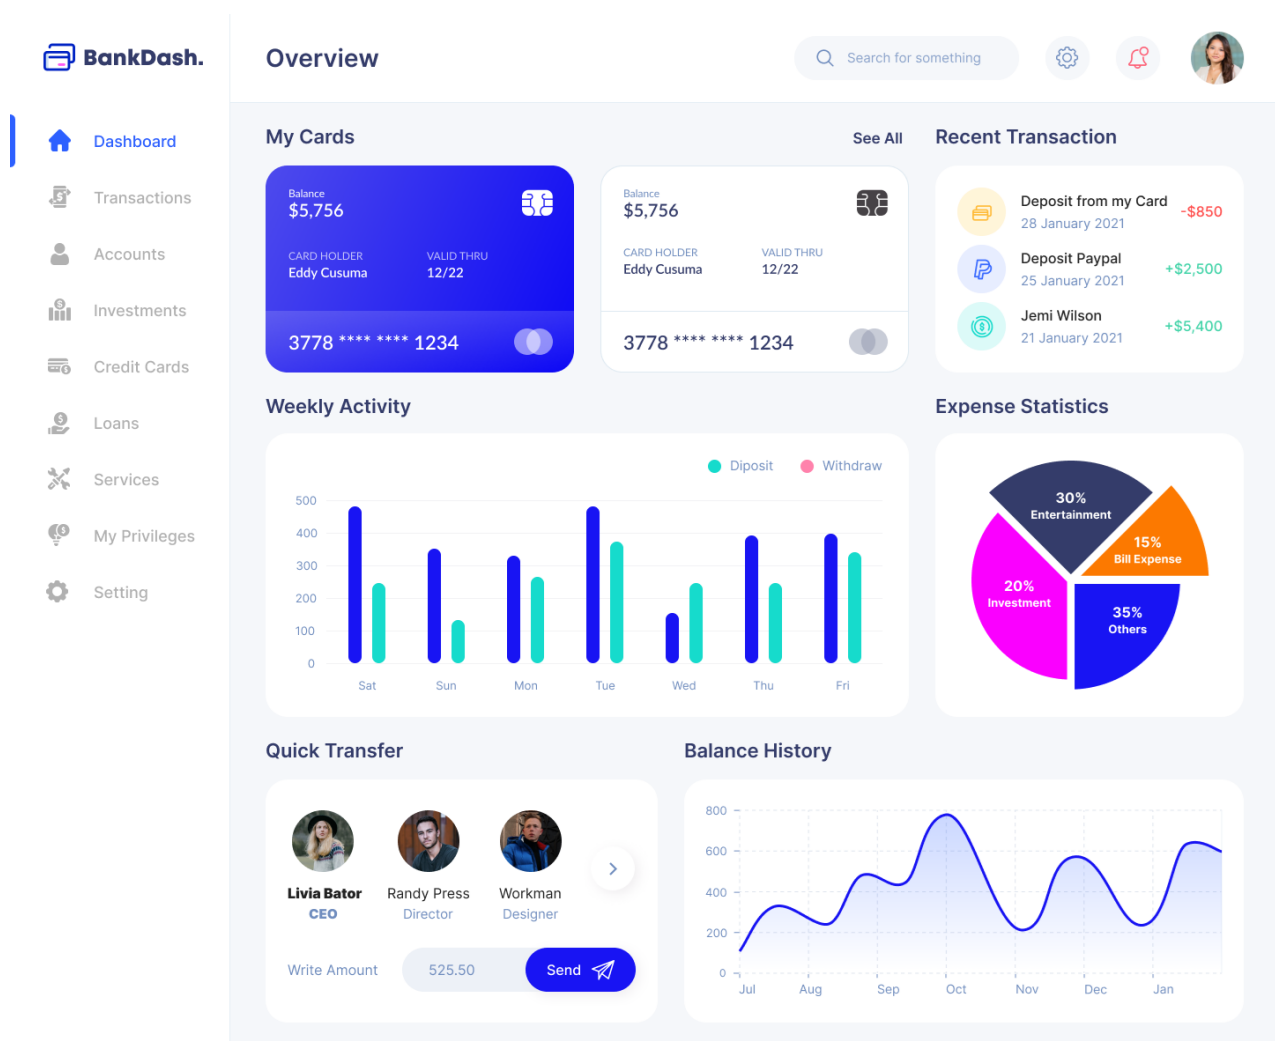 BankDash.
Overview
Search for something
Dashboard
Transactions
Accounts
Investments
Credit Cards
Loans
Services
My Privileges
Setting
My Cards
See All
Balance
$5,756
CARD HOLDER
Eddy Cusuma
VALID THRU
12/22
3778 **** **** 1234
Balance
$5,756
CARD HOLDER
Eddy Cusuma
VALID THRU
12/22
3778 **** **** 1234
Recent Transaction
Deposit from my Card
28 January 2021
-$850
Deposit Paypal
25 January 2021
+$2,500
Jemi Wilson
21 January 2021
+$5,400
Weekly Activity
Diposit
Withdraw
500
400
300
200
100
0
Sat
Sun
Mon
Tue
Wed
Thu
Fri
Expense Statistics
30%
Entertainment
15%
Bill Expense
20%
Investment
35%
Others
Quick Transfer
Livia Bator
CEO
Randy Press
Director
Workman
Designer
Write Amount
525.50
Send
Balance History
800
600
400
200
0
Jul
Aug
Sep
Oct
Nov
Dec
Jan